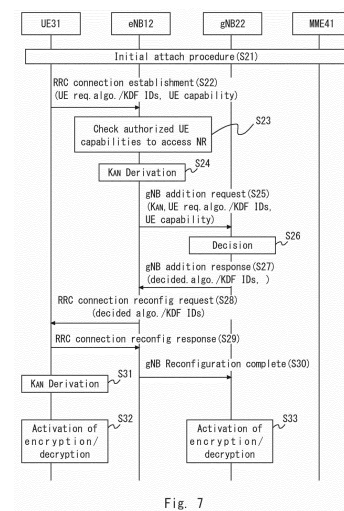 UE31 eNB12 gNB22 MME41
Initial attach procedure(S21)
RRC connection establishment(S22)
(UE req. algo./KDF IDs, UE capability)
S23
Check authorized UE
capabilities to access NR
S24
KAN Derivation
gNB addition request(S25)
(KAN, UE req. algo./KDF IDs,
UE capability)
S26
Decision
gNB addition response(S27)
(decided. algo./KDF IDs, )
RRC connection reconfig request(S28)
(decided algo./KDF IDs)
RRC connection reconfig response(S29)
gNB Reconfiguration complete(S30)
S31
KAN Derivation
S32
Activation of
encryption/
decryption
S33
Activation of
encryption/
decryption
Fig. 7